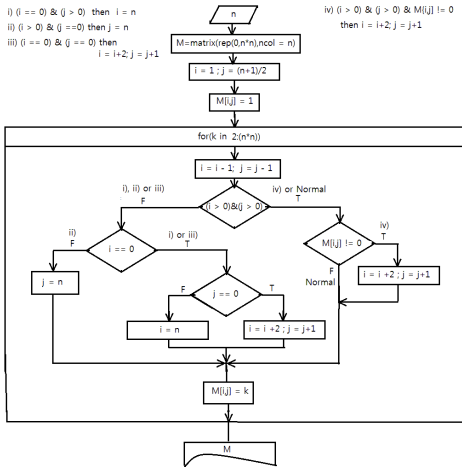 i) (i == 0) & (j > 0) then i = n
ii) (i > 0) & (j ==0) then j = n
iii) (i == 0) & (j == 0) then
i = i+2; j = j+1
iv) (i > 0) & (j > 0) & M[i,j] != 0
then i = i+2; j = j+1
n
M=matrix(rep(0,n*n),ncol = n)
i = 1 ; j = (n+1)/2
M[i,j] = 1
for(k in 2:(n*n))
i = i - 1; j = j - 1
i), ii) or iii)
F
(i > 0)&(j > 0)
iv) or Normal
T
ii)
F
i == 0
i) or iii)
T
M[i,j] != 0
iv)
T
F
Normal
j = n
F
j == 0
T
i = i +2 ; j = j+1
i = n
i = i +2 ; j = j+1
M[i,j] = k
M